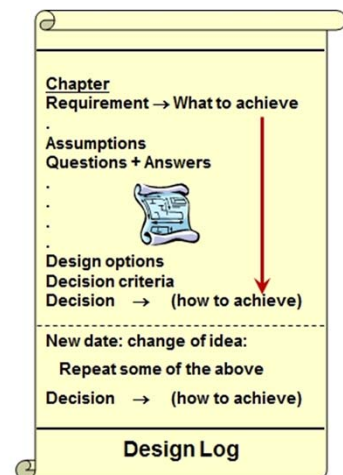 Chapter
Requirement → What to achieve
.
Assumptions
Questions + Answers
.
.
.
.
Design options
Decision criteria
Decision → (how to achieve)
New date: change of idea:
Repeat some of the above
Decision → (how to achieve)
Design Log